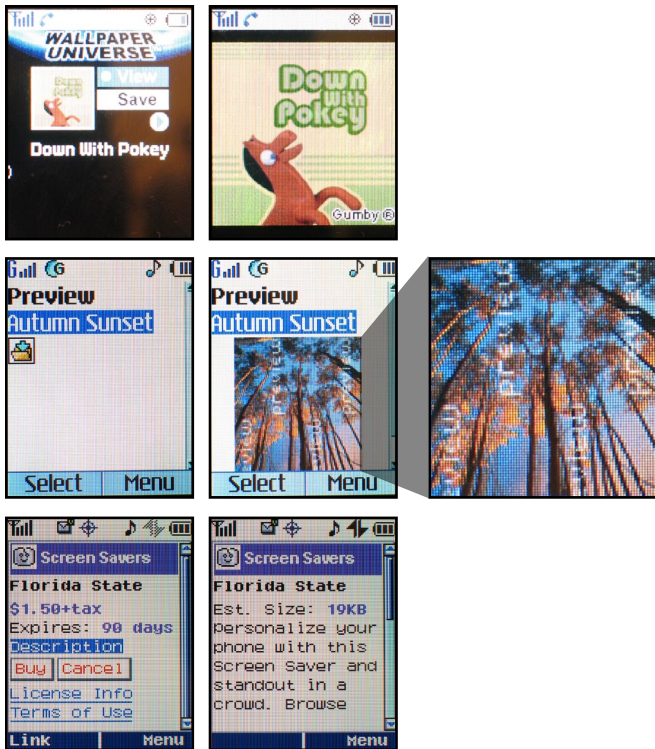 WALLPAPER
UNIVERSE
View
Save
Down With Pokey
Down
With
Pokey
Gumby ®
G
Preview
Autumn Sunset
Select Menu
G
Preview
Autumn Sunset
preview
Select Menu
preview
Screen Savers
Florida State
$1.50+tax
Expires: 90 days
Description
Buy Cancel
License Info
Terms of Use
Link Menu
Screen Savers
Florida State
Est. Size: 19KB
Personalize your
phone with this
Screen Saver and
standout in a
crowd. Browse
Menu